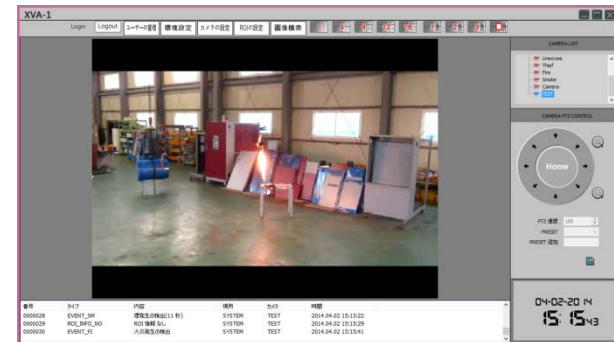 XVA-1
Login Logout ユーザーの管理 環境設定 カメラの設定 ROIの設定 画像検索
CAMERA LIST
Linecross
Thief
Fire
Smoke
Camera
TEST
CAMERA PTZ CONTROL
Home
PTZ 速度 100
PRESET
PRESET 追加
番号 タイプ 内容 場所 カメラ 時間
0000028 EVENT_SM 煙発生の検出(11 秒) SYSTEM TEST 2014.04.02 15:13:22
0000029 ROI_INFO_NO ROI 情報 なし SYSTEM TEST 2014.04.02 15:15:29
0000030 EVENT_FI 火災発生の検出 SYSTEM TEST 2014.04.02 15:15:41
04-02-2014
15:15:43